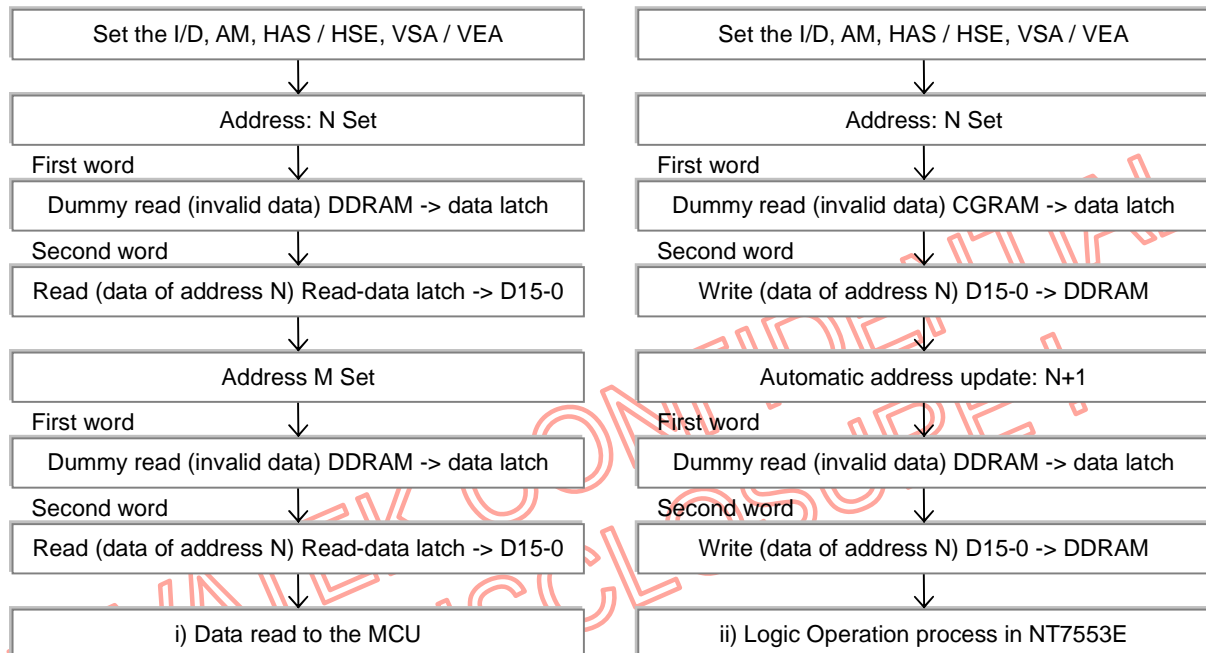 Set the I/D, AM, HAS / HSE, VSA / VEA
Address: N Set
First word
Dummy read (invalid data) DDRAM -> data latch
Second word
Read (data of address N) Read-data latch -> D15-0
Address M Set
First word
Dummy read (invalid data) DDRAM -> data latch
Second word
Read (data of address N) Read-data latch -> D15-0
i) Data read to the MCU
Set the I/D, AM, HAS / HSE, VSA / VEA
Address: N Set
First word
Dummy read (invalid data) CGRAM -> data latch
Second word
Write (data of address N) D15-0 -> DDRAM
Automatic address update: N+1
First word
Dummy read (invalid data) DDRAM -> data latch
Second word
Write (data of address N) D15-0 -> DDRAM
ii) Logic Operation process in NT7553E